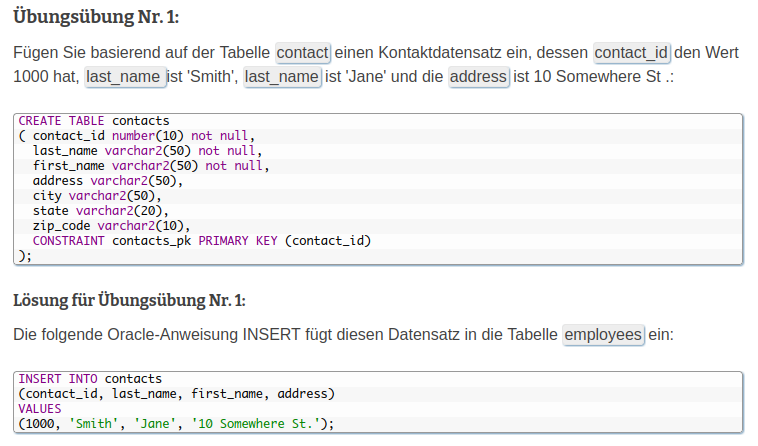 Übungsübung Nr. 1:
Fügen Sie basierend auf der Tabelle contact einen Kontaktdatensatz ein, dessen contact_id den Wert
1000 hat, last_name ist 'Smith', last_name ist 'Jane' und die address ist 10 Somewhere St .:
CREATE TABLE contacts
( contact_id number(10) not null,
last_name varchar2(50) not null,
first_name varchar2(50) not null,
address varchar2(50),
city varchar2(50),
state varchar2(20),
zip_code varchar2(10),
CONSTRAINT contacts_pk PRIMARY KEY (contact_id)
);
Lösung für Übungsübung Nr. 1:
Die folgende Oracle-Anweisung INSERT fügt diesen Datensatz in die Tabelle employees ein:
INSERT INTO contacts
(contact_id, last_name, first_name, address)
VALUES
(1000, 'Smith', 'Jane', '10 Somewhere St.');